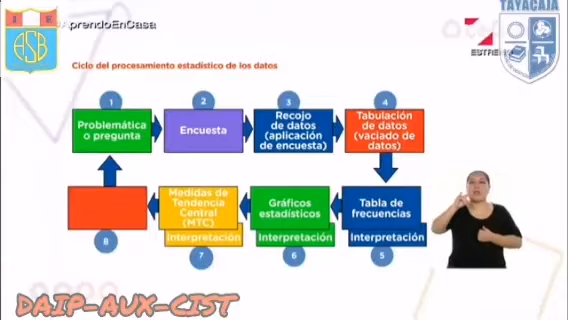 TAYACAJA
I E
ASB
#AprendoEnCasa
ESTRENO
Ciclo del procesamiento estadístico de los datos
1
2
3
4
Problemática
o pregunta
Encuesta
Recojo
de datos
(aplicación
de encuesta)
Tabulación
de datos
(vaciado de
datos)
Medidas de
Tendencia
Central
(MTC)
Gráficos
estadísticos
Tabla de
frecuencias
Interpretación
Interpretación
Interpretación
8
7
6
5
DAIP-AUX-CIST